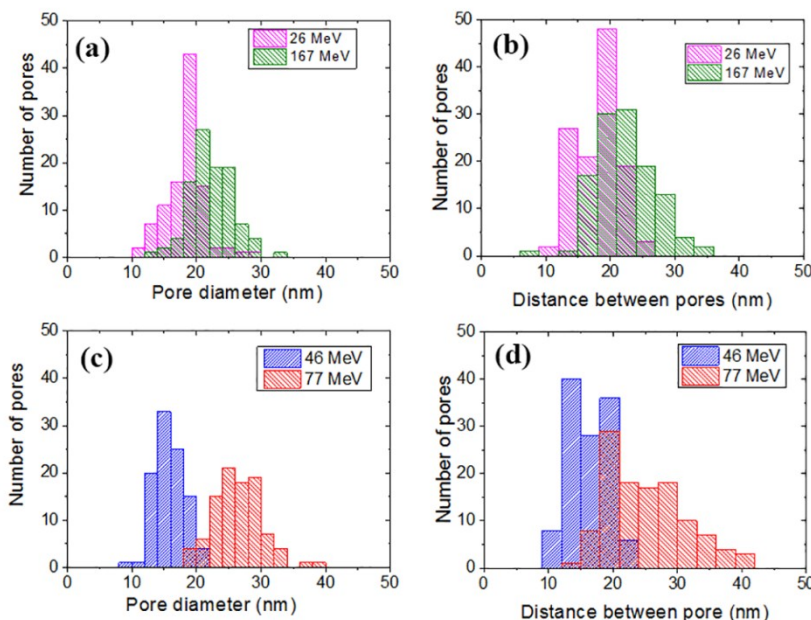 (a)
26 MeV
167 MeV
Number of pores
50
40
30
20
10
0
0 10 20 30 40 50
Pore diameter (nm)
(b)
26 MeV
167 MeV
Number of pores
50
40
30
20
10
0
0 10 20 30 40 50
Distance between pores (nm)
(c)
46 MeV
77 MeV
Number of pores
50
40
30
20
10
0
0 10 20 30 40 50
Pore diameter (nm)
(d)
46 MeV
77 MeV
Number of pores
50
40
30
20
10
0
0 10 20 30 40 50
Distance between pore (nm)